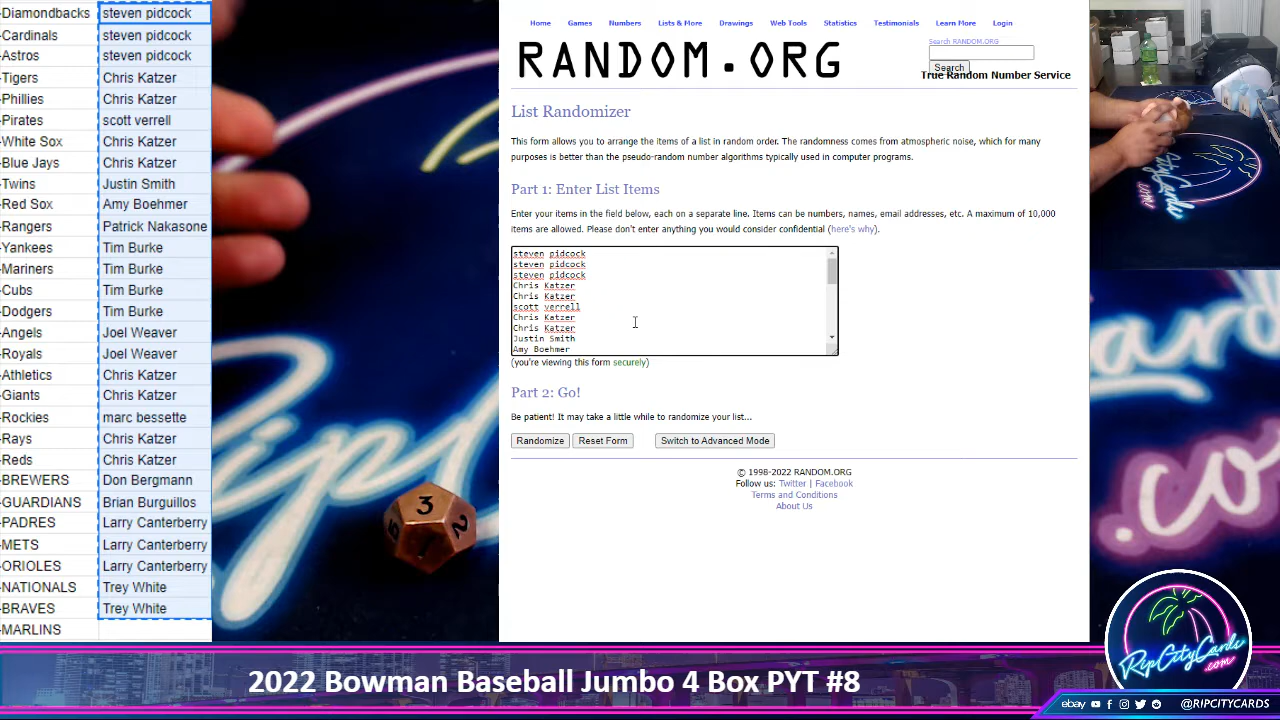 -Diamondbacks steven pidcock
-Cardinals steven pidcock
-Astros steven pidcock
-Tigers Chris Katzer
-Phillies Chris Katzer
-Pirates scott verrell
-White Sox Chris Katzer
-Blue Jays Chris Katzer
-Twins Justin Smith
-Red Sox Amy Boehmer
-Rangers Patrick Nakasone
-Yankees Tim Burke
-Mariners Tim Burke
-Cubs Tim Burke
-Dodgers Tim Burke
-Angels Joel Weaver
-Royals Joel Weaver
-Athletics Chris Katzer
-Giants Chris Katzer
-Rockies marc bessette
-Rays Chris Katzer
-Reds Chris Katzer
-BREWERS Don Bergmann
-GUARDIANS Brian Burguillos
-PADRES Larry Canterberry
-METS Larry Canterberry
-ORIOLES Larry Canterberry
-NATIONALS Trey White
-BRAVES Trey White
-MARLINS
3
2
Home Games Numbers Lists & More Drawings Web Tools Statistics Testimonials Learn More Login
RANDOM.ORG
Search RANDOM.ORG
Search
True Random Number Service
List Randomizer
This form allows you to arrange the items of a list in random order. The randomness comes from atmospheric noise, which for many
purposes is better than the pseudo-random number algorithms typically used in computer programs.
Part 1: Enter List Items
Enter your items in the field below, each on a separate line. Items can be numbers, names, email addresses, etc. A maximum of 10,000
items are allowed. Please don't enter anything you would consider confidential (here's why).
steven pidcock
steven pidcock
steven pidcock
Chris Katzer
Chris Katzer
scott verrell
Chris Katzer
Chris Katzer
Justin Smith
Amy Boehmer
(you're viewing this form securely)
Part 2: Go!
Be patient! It may take a little while to randomize your list...
Randomize Reset Form Switch to Advanced Mode
© 1998-2022 RANDOM.ORG
Follow us: Twitter | Facebook
Terms and Conditions
About Us
2022 Bowman Baseball Jumbo 4 Box PYT #8
RipCityCards
.com
ebay @RIPCITYCARDS